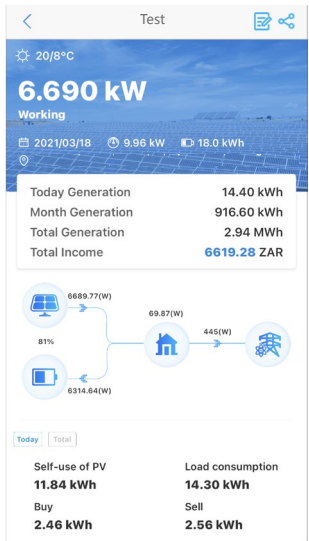 Test
20/8°C
6.690 kW
Working
2021/03/18 9.96 kW 18.0 kWh
Today Generation 14.40 kWh
Month Generation 916.60 kWh
Total Generation 2.94 MWh
Total Income 6619.28 ZAR
6689.77(W)
69.87(W)
445(W)
81%
6314.64(W)
Today Total
Self-use of PV Load consumption
11.84 kWh 14.30 kWh
Buy Sell
2.46 kWh 2.56 kWh